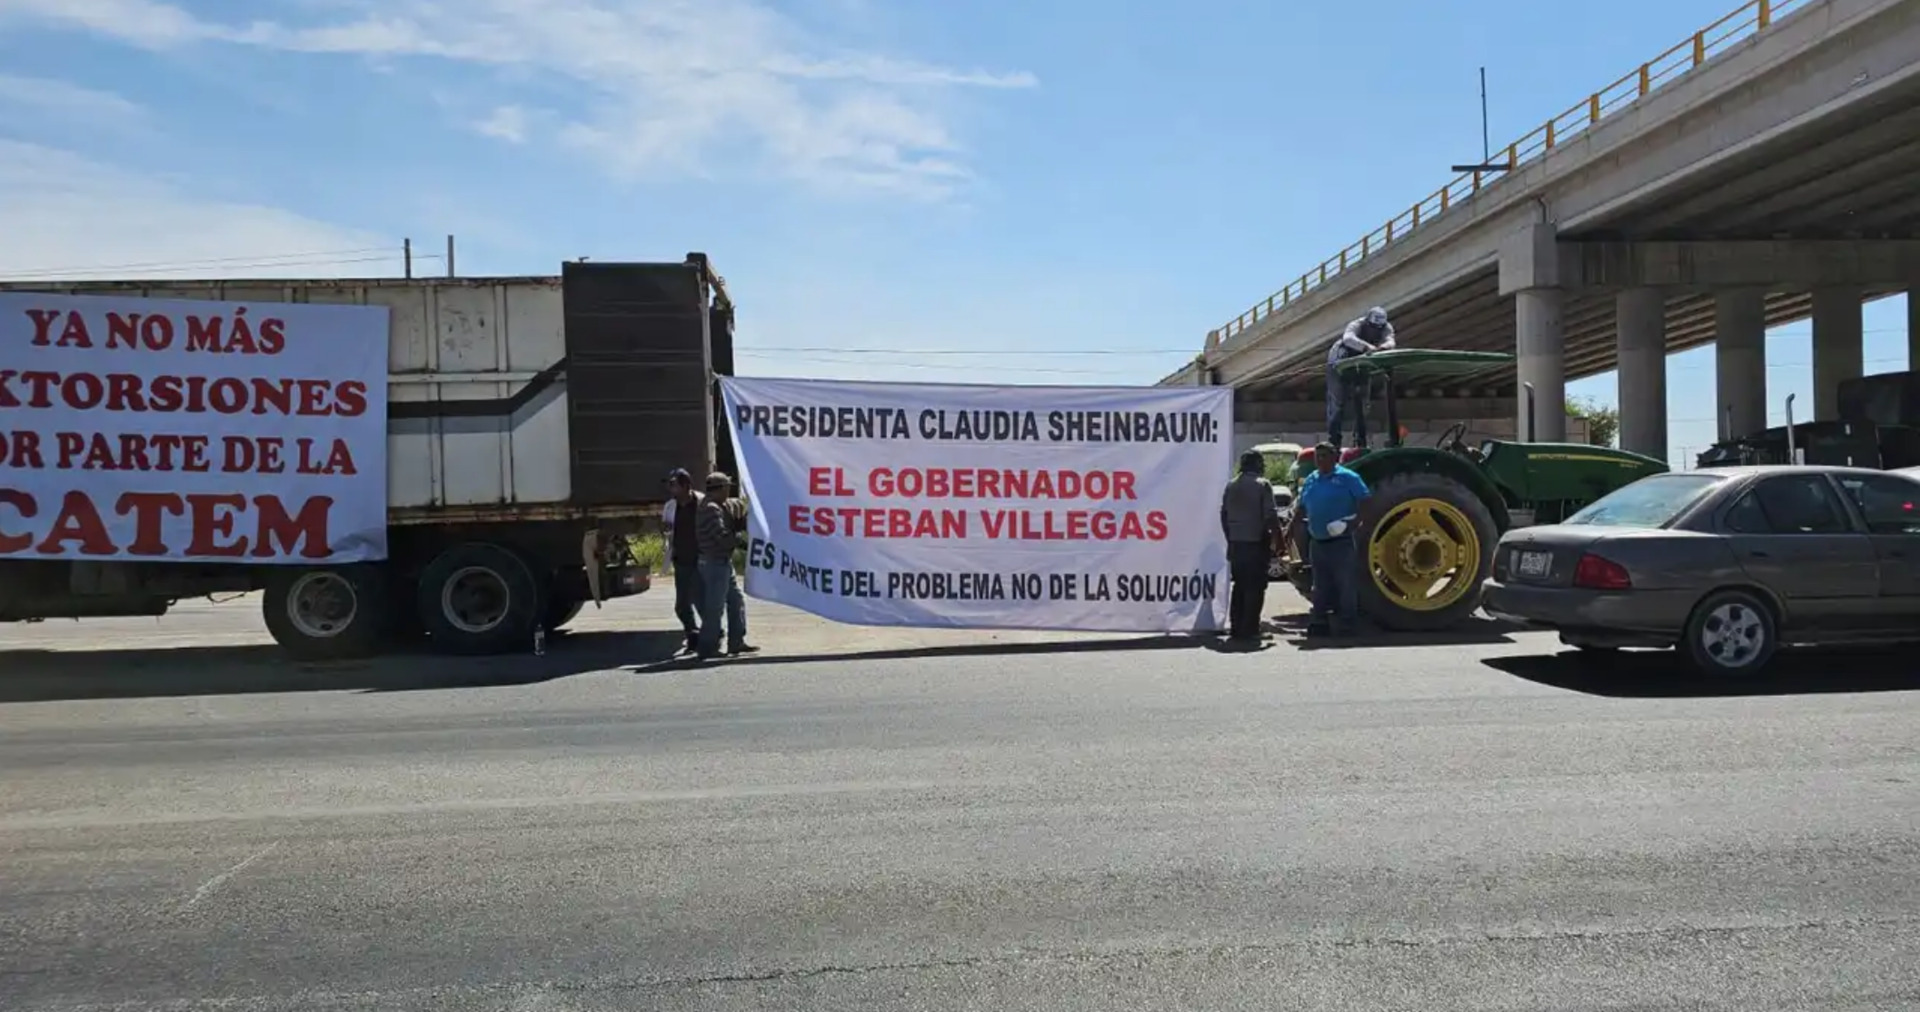 YA NO MÁS
XTORSIONES
OR PARTE DE LA
CATEM
PRESIDENTA CLAUDIA SHEINBAUM:
EL GOBERNADOR
ESTEBAN VILLEGAS
ES PARTE DEL PROBLEMA NO DE LA SOLUCIÓN